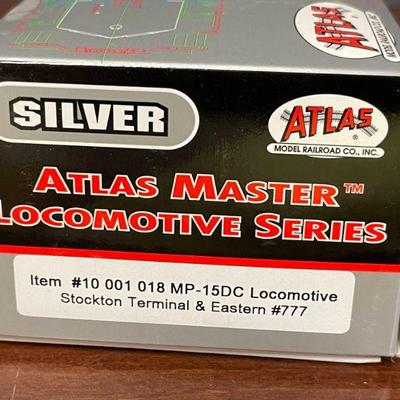 ATLAS
SILVER
ATLAS
MODEL RAILROAD CO., INC.
ATLAS MASTER™
LOCOMOTIVE SERIES
Item #10 001 018 MP-15DC Locomotive
Stockton Terminal & Eastern #777